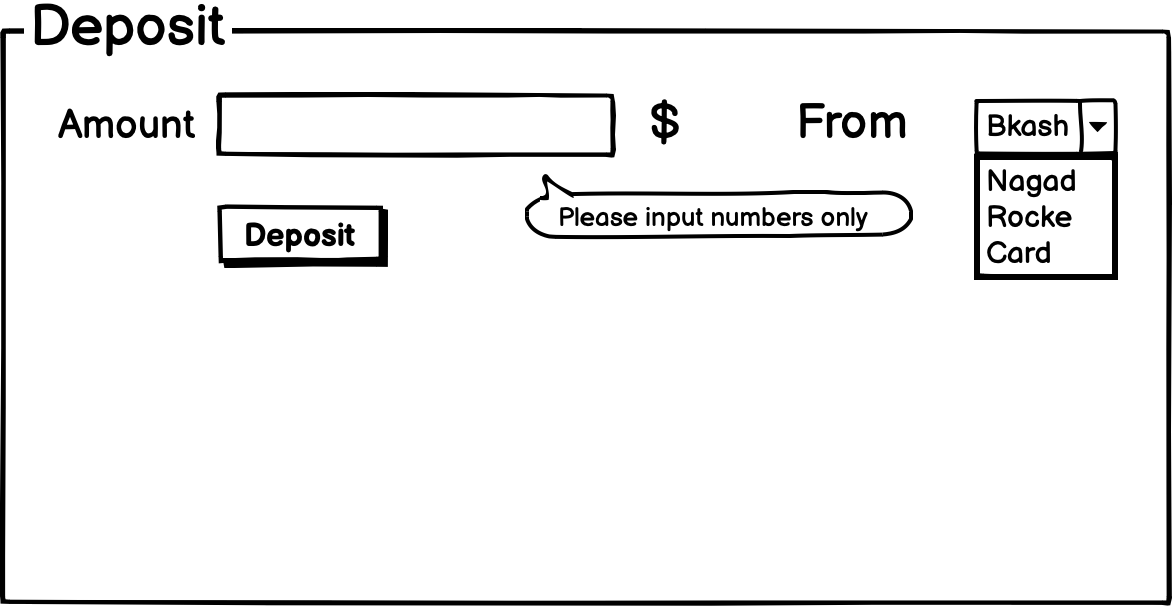 Deposit
Amount $ From Bkash
Nagad
Please input numbers only Rocke
Deposit
Card